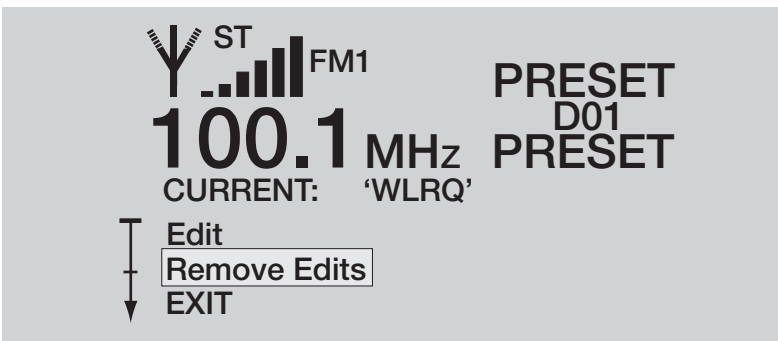 ST
FM1
PRESET
D01
100.1 MHz PRESET
CURRENT: ‘WLRQ’
Edit
Remove Edits
EXIT